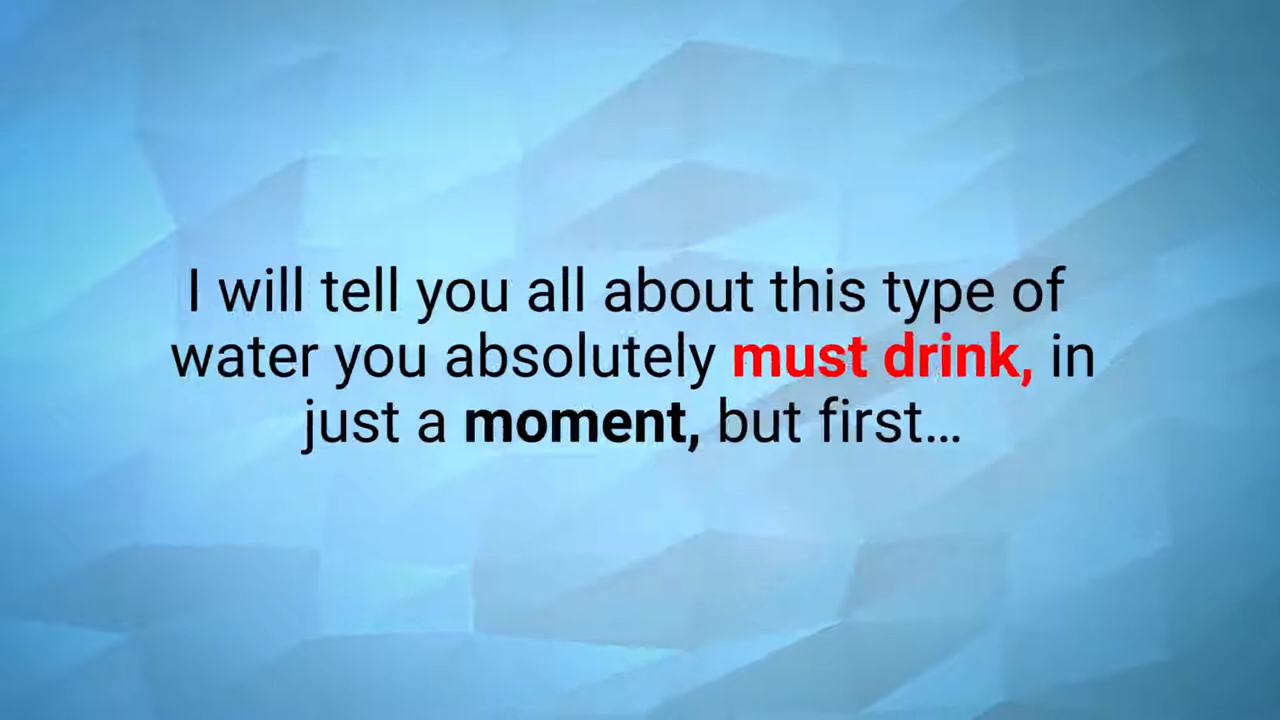 I will tell you all about this type of
water you absolutely must drink, in
just a moment, but first…